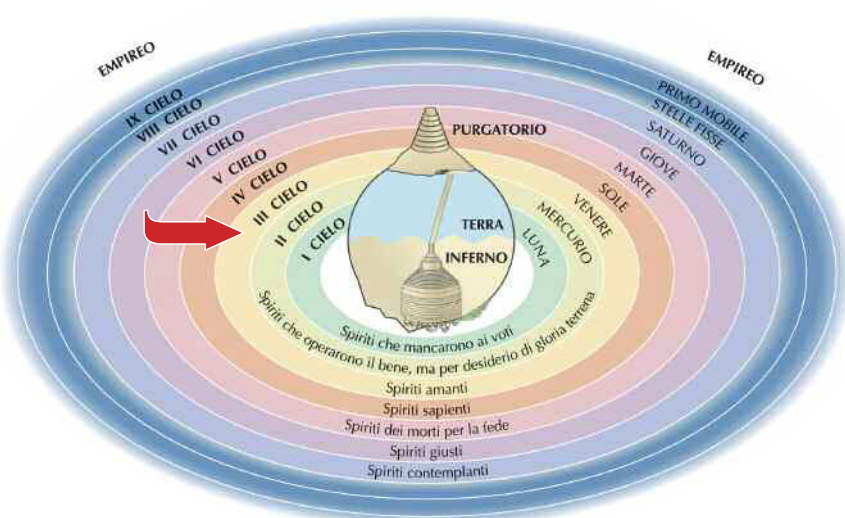 EMPIREO
EMPIREO
IX CIELO
VIII CIELO
VII CIELO
VI CIELO
V CIELO
IV CIELO
III CIELO
II CIELO
I CIELO
PRIMO MOBILE
STELLE FISSE
SATURNO
GIOVE
MARTE
SOLE
VENERE
MERCURIO
LUNA
PURGATORIO
TERRA
INFERNO
Spiriti che mancarono ai voti
Spiriti che operarono il bene, ma per desiderio di gloria terrena
Spiriti amanti
Spiriti sapienti
Spiriti dei morti per la fede
Spiriti giusti
Spiriti contemplanti